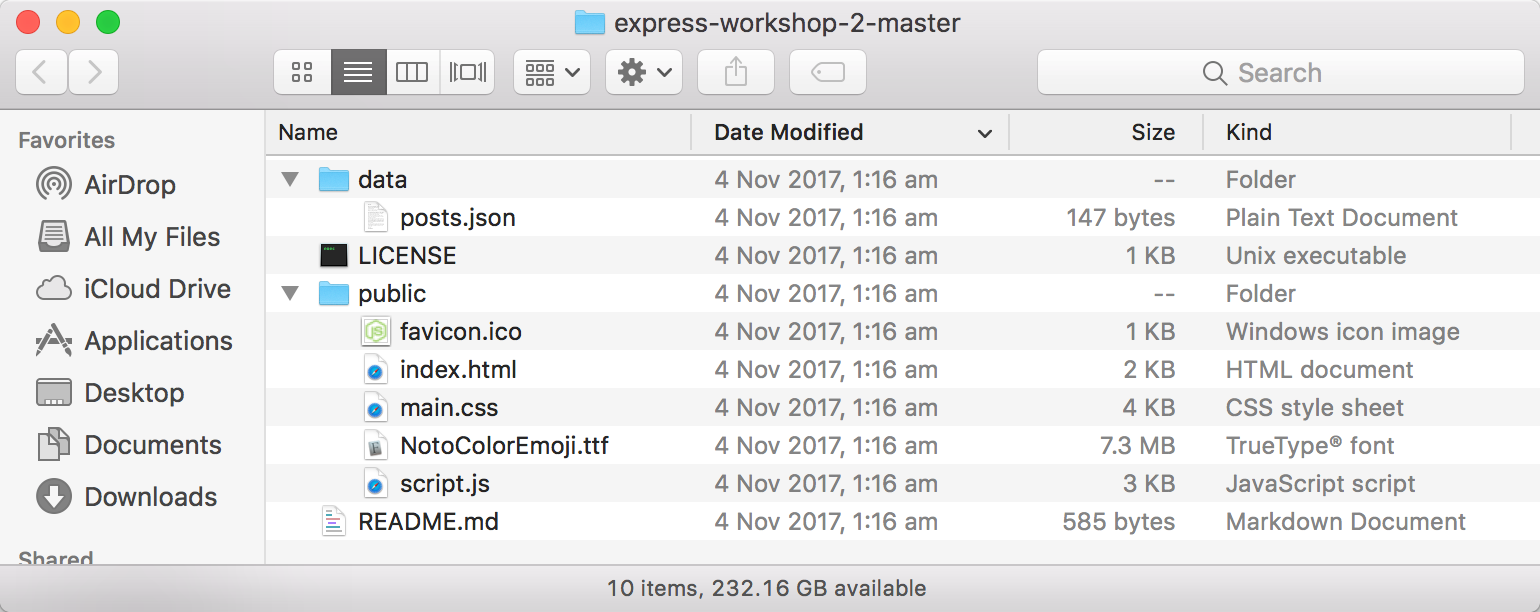 express-workshop-2-master
Search
Favorites
AirDrop
All My Files
iCloud Drive
Applications
Desktop
Documents
Downloads
Shared
Name Date Modified Size Kind
data 4 Nov 2017, 1:16 am -- Folder
posts.json 4 Nov 2017, 1:16 am 147 bytes Plain Text Document
LICENSE 4 Nov 2017, 1:16 am 1 KB Unix executable
public 4 Nov 2017, 1:16 am -- Folder
favicon.ico 4 Nov 2017, 1:16 am 1 KB Windows icon image
index.html 4 Nov 2017, 1:16 am 2 KB HTML document
main.css 4 Nov 2017, 1:16 am 4 KB CSS style sheet
NotoColorEmoji.ttf 4 Nov 2017, 1:16 am 7.3 MB TrueType® font
script.js 4 Nov 2017, 1:16 am 3 KB JavaScript script
README.md 4 Nov 2017, 1:16 am 585 bytes Markdown Document
10 items, 232.16 GB available